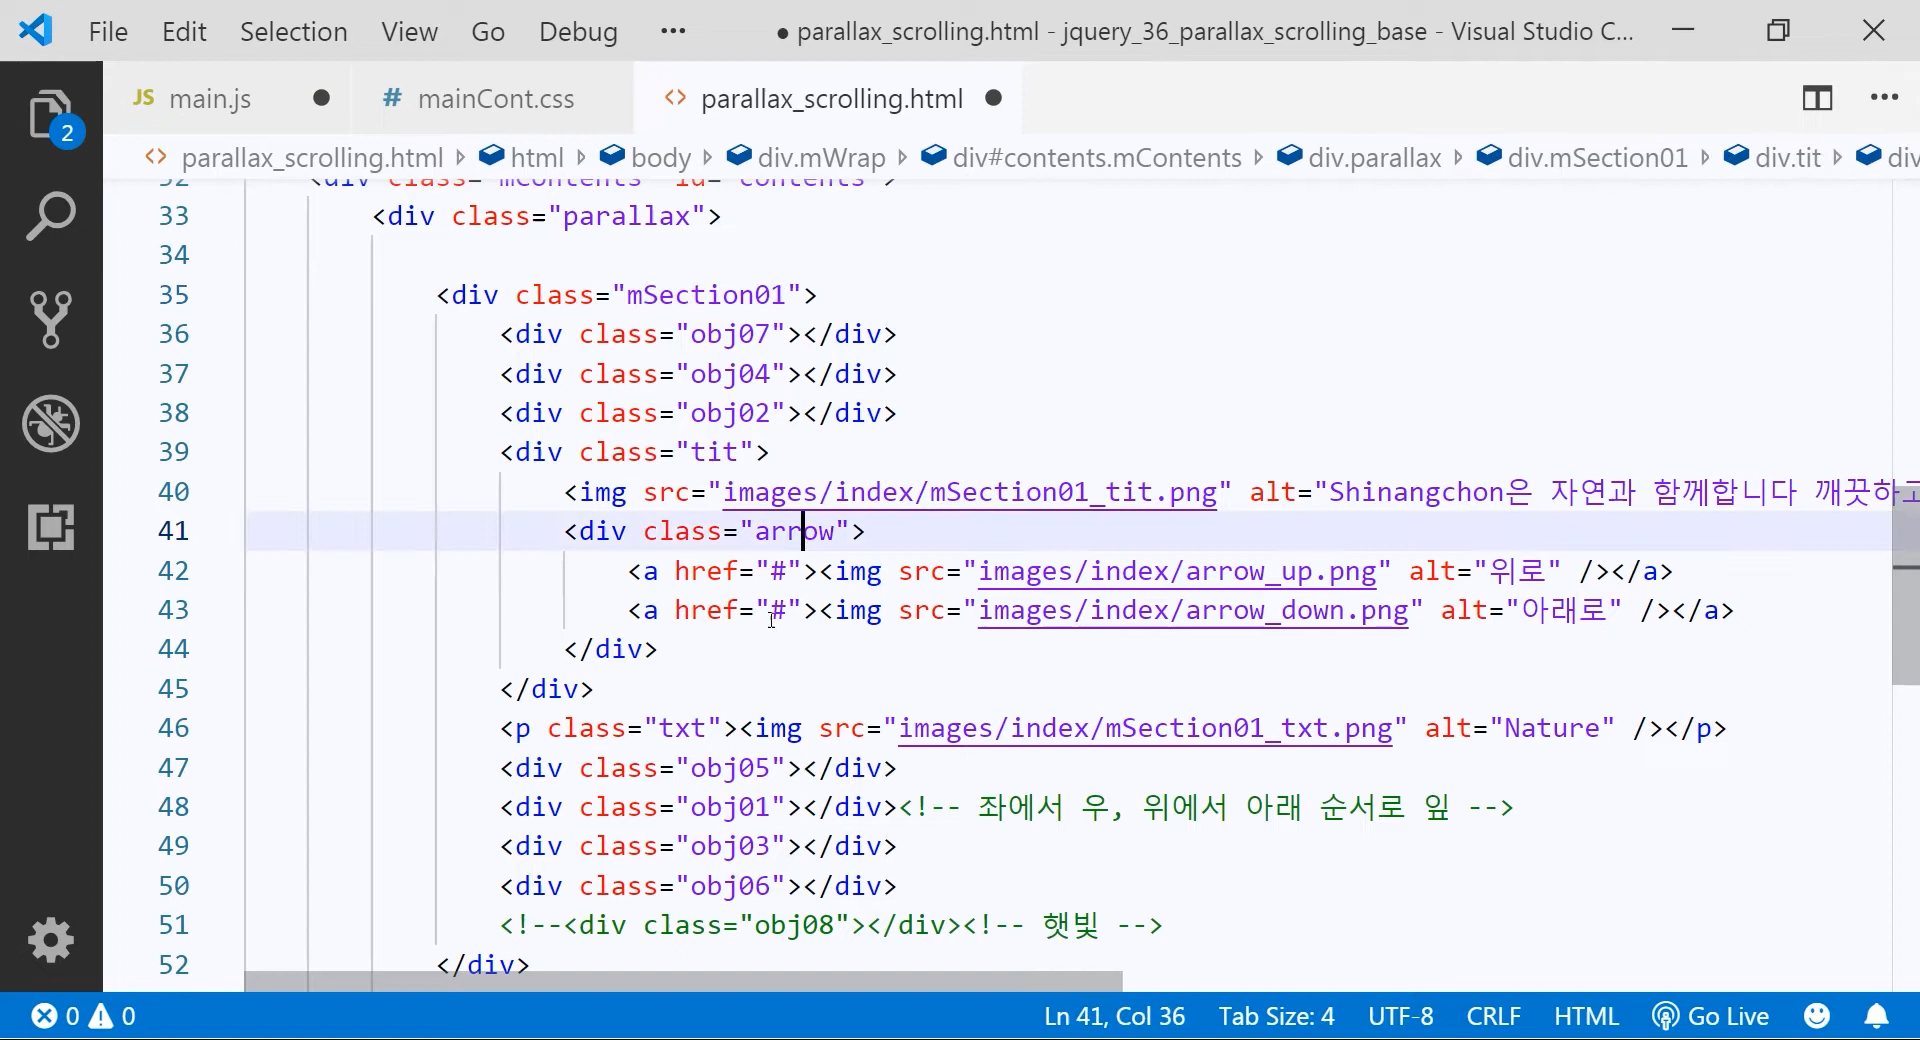 File Edit Selection View Go Debug ••• ● parallax_scrolling.html - jquery_36_parallax_scrolling_base - Visual Studio C...
JS main.js ● # mainCont.css <> parallax_scrolling.html ●
<> parallax_scrolling.html html body div.mWrap div#contents.mContents div.parallax div.mSection01 div.tit div
2
32 <div class="mContents" id="contents">
33 <div class="parallax">
34
35 <div class="mSection01">
36 <div class="obj07"></div>
37 <div class="obj04"></div>
38 <div class="obj02"></div>
39 <div class="tit">
40 <img src="images/index/mSection01_tit.png" alt="Shinangchon은 자연과 함께합니다 깨끗하고
41 <div class="arrow">
42 <a href="#"><img src="images/index/arrow_up.png" alt="위로" /></a>
43 <a href="#"><img src="images/index/arrow_down.png" alt="아래로" /></a>
44 </div>
45 </div>
46 <p class="txt"><img src="images/index/mSection01_txt.png" alt="Nature" /></p>
47 <div class="obj05"></div>
48 <div class="obj01"></div><!-- 좌에서 우, 위에서 아래 순서로 잎 -->
49 <div class="obj03"></div>
50 <div class="obj06"></div>
51 <!--<div class="obj08"></div><!-- 햇빛 -->
52 </div>
0 0 Ln 41, Col 36 Tab Size: 4 UTF-8 CRLF HTML Go Live